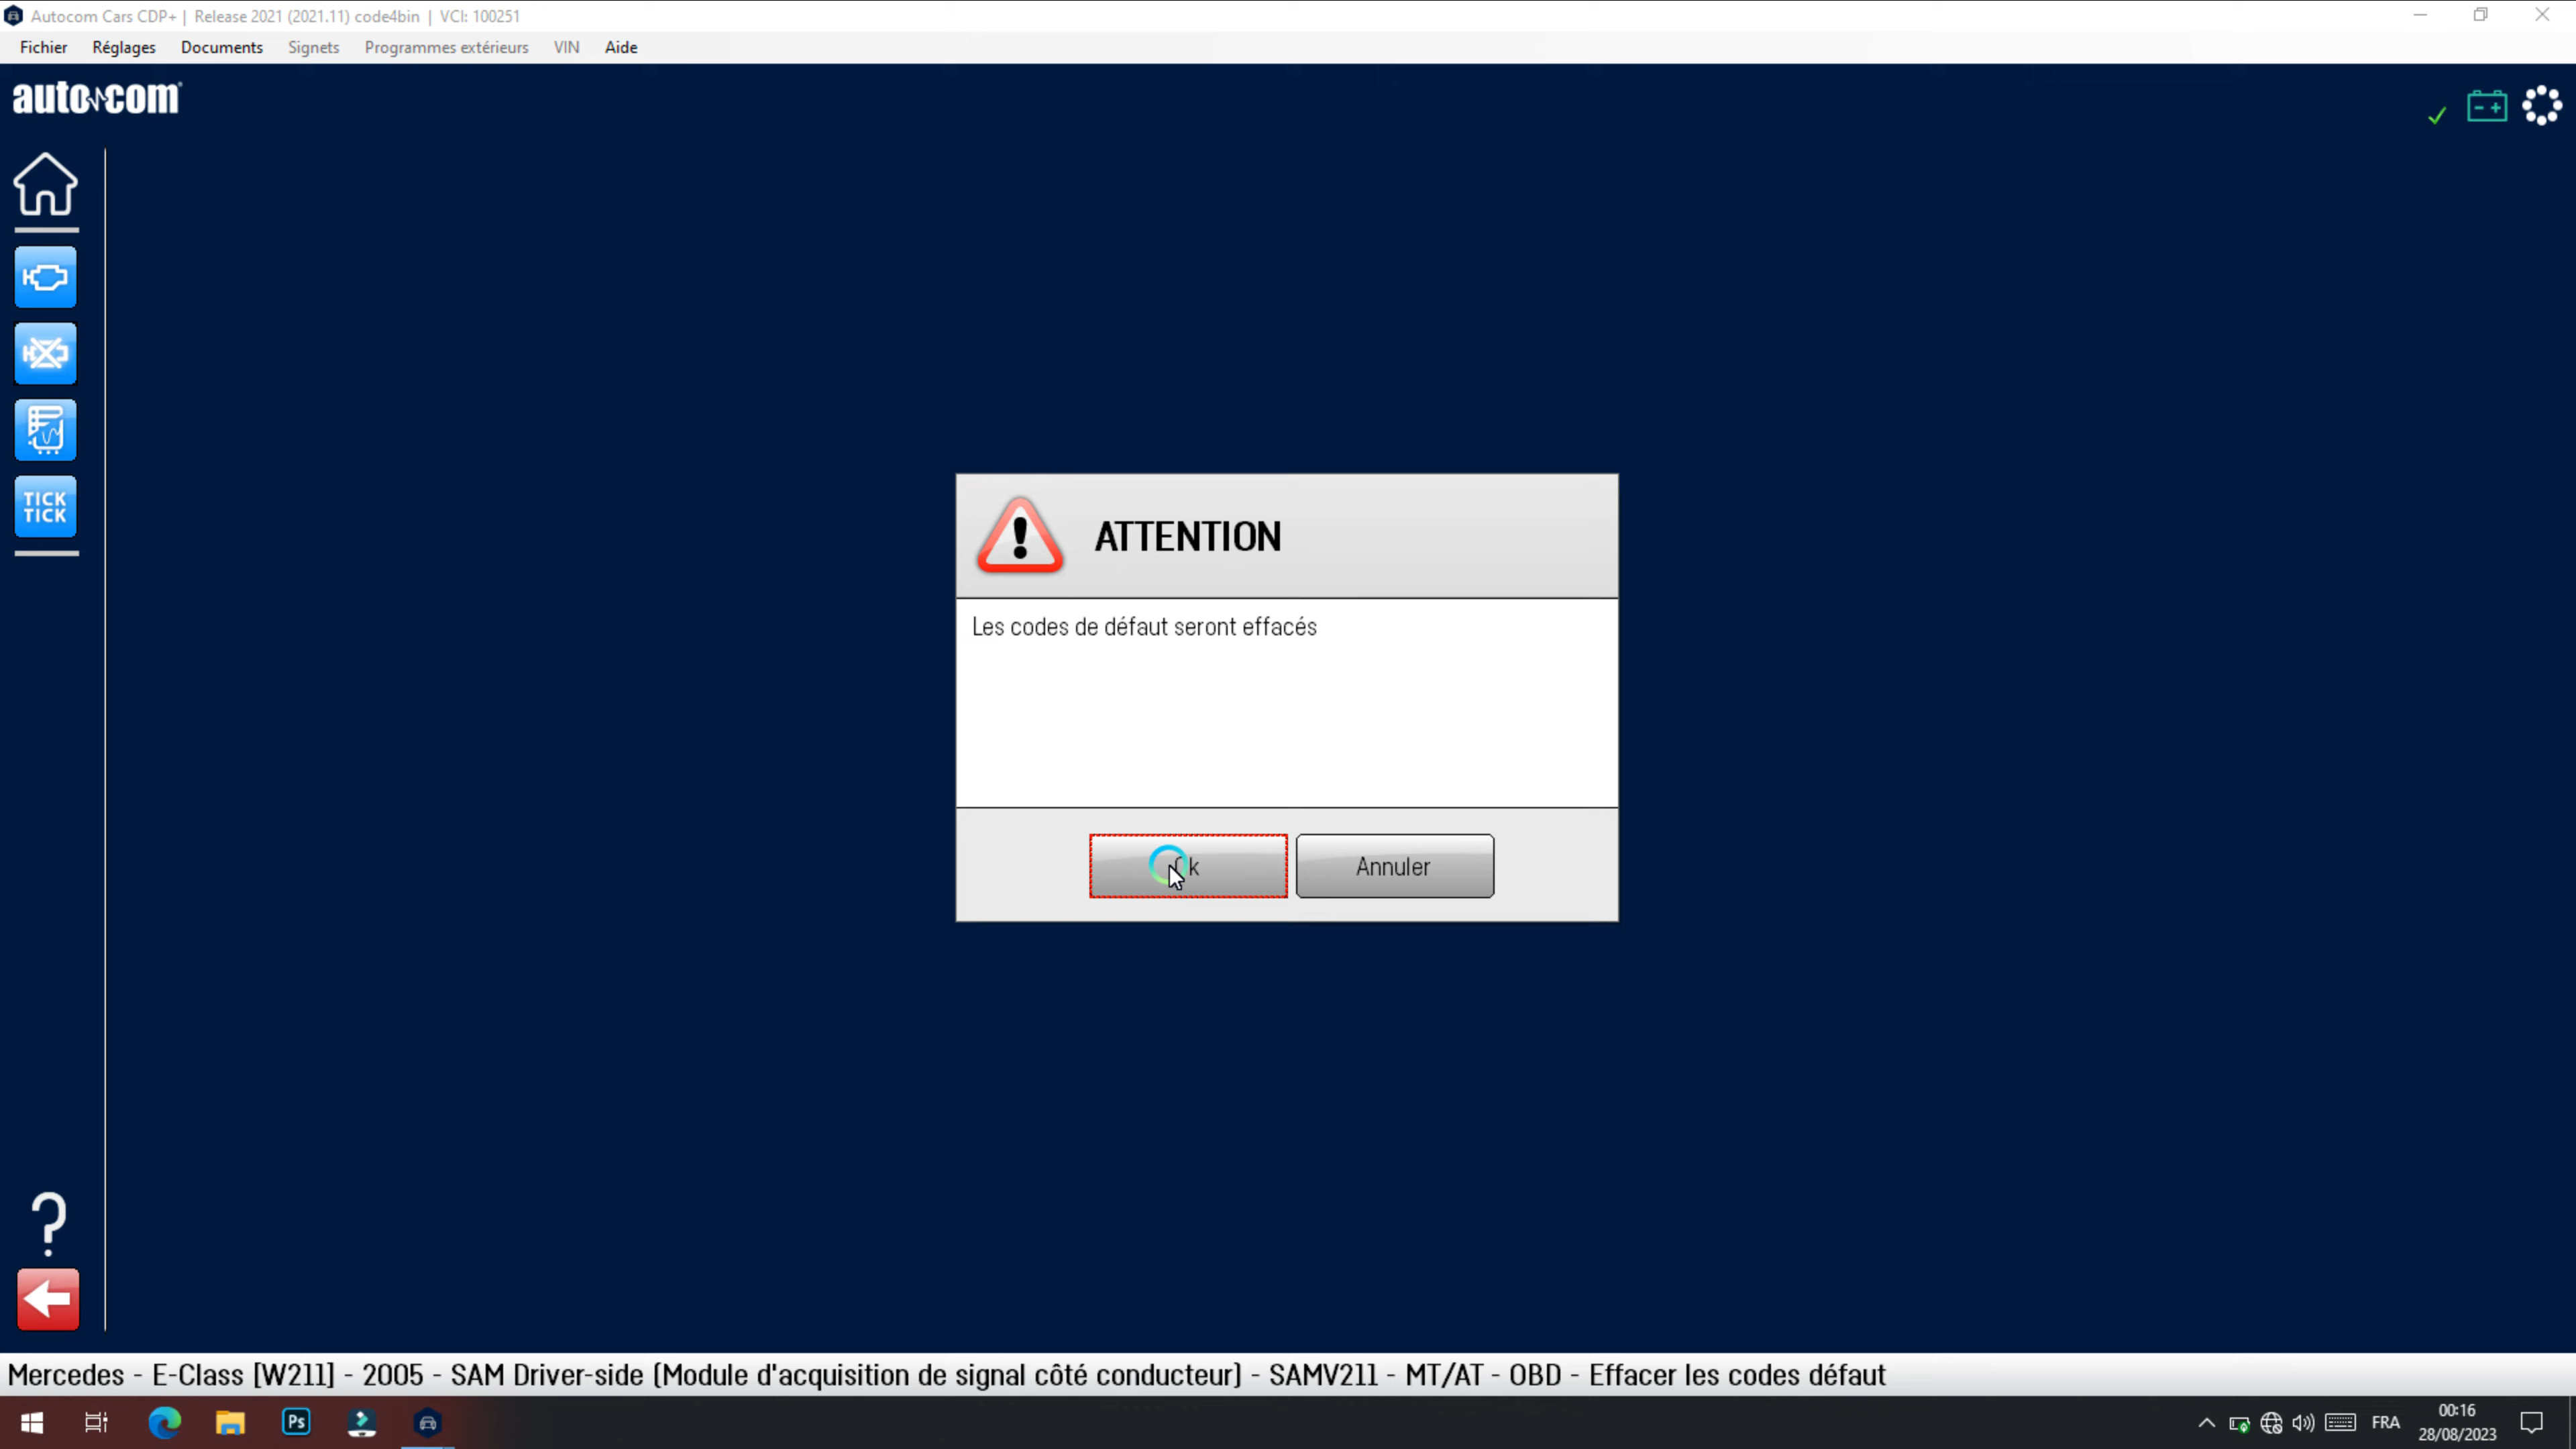 Autocom Cars CDP+ | Release 2021 (2021.11) code4bin | VCI: 100251
Fichier Réglages Documents Signets Programmes extérieurs VIN Aide
autocom
TICK
TICK
ATTENTION
Les codes de défaut seront effacés
Ok Annuler
Mercedes - E-Class [W211] - 2005 - SAM Driver-side (Module d'acquisition de signal côté conducteur) - SAMV211 - MT/AT - OBD - Effacer les codes défaut
Ps
FRA
00:16
28/08/2023